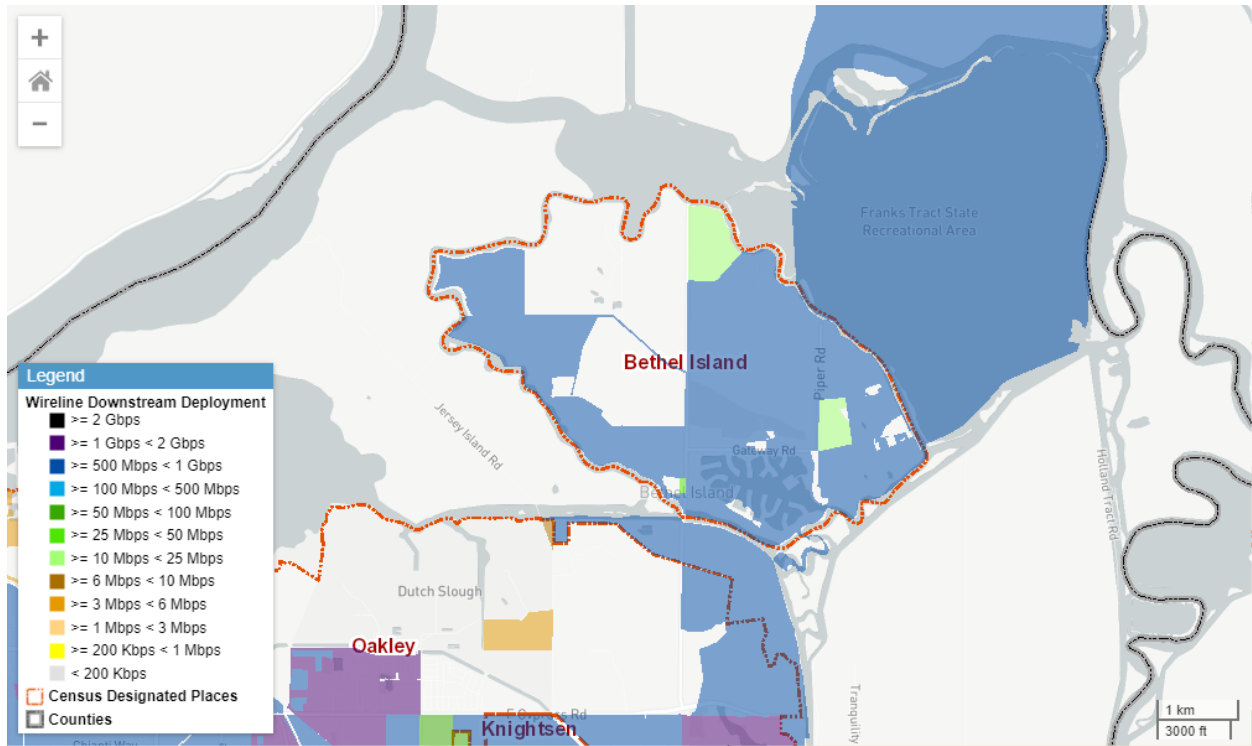 +
−
Franks Tract State
Recreational Area
Bethel Island
Piper Rd
Jersey Island Rd
Gateway Rd
Bethel Island
Holland Tract Rd
Dutch Slough
Oakley
E Cypress Rd
Knightsen
Tranquility
Chianti Way
Legend
Wireline Downstream Deployment
>= 2 Gbps
>= 1 Gbps < 2 Gbps
>= 500 Mbps < 1 Gbps
>= 100 Mbps < 500 Mbps
>= 50 Mbps < 100 Mbps
>= 25 Mbps < 50 Mbps
>= 10 Mbps < 25 Mbps
>= 6 Mbps < 10 Mbps
>= 3 Mbps < 6 Mbps
>= 1 Mbps < 3 Mbps
>= 200 Kbps < 1 Mbps
< 200 Kbps
Census Designated Places
Counties
1 km
3000 ft